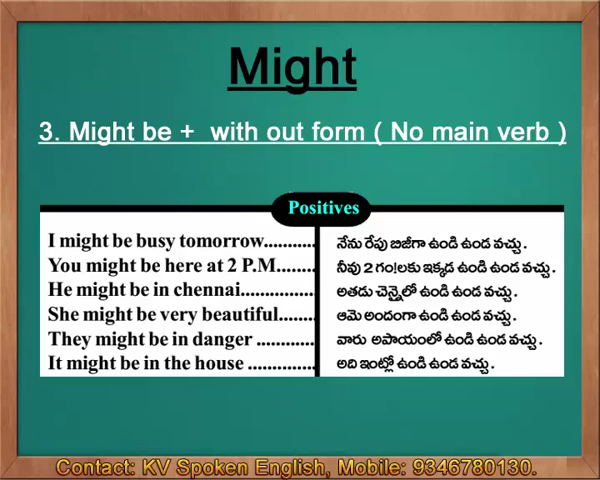 Might
3. Might be + with out form ( No main verb )
Positives
I might be busy tomorrow............ నేను రేపు బిజీగా ఉండి ఉండ వచ్చు.
You might be here at 2 P.M........ నీవు 2 గం!లకు ఇక్కడ ఉండి ఉండ వచ్చు.
He might be in chennai............... అతడు చెన్నైలో ఉండి ఉండ వచ్చు.
She might be very beautiful....... ఆమె అందంగా ఉండి ఉండ వచ్చు.
They might be in danger ............ వారు అపాయంలో ఉండి ఉండ వచ్చు.
It might be in the house .............. అది ఇంట్లో ఉండి ఉండ వచ్చు.
Contact: KV Spoken English, Mobile: 9346780130.